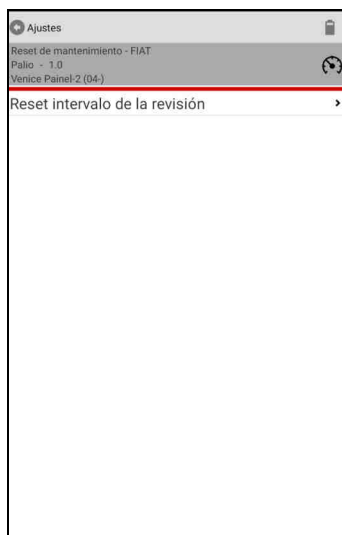 Ajustes
Reset de mantenimiento - FIAT
Palio - 1.0
Venice Painel-2 (04-)
Reset intervalo de la revisión